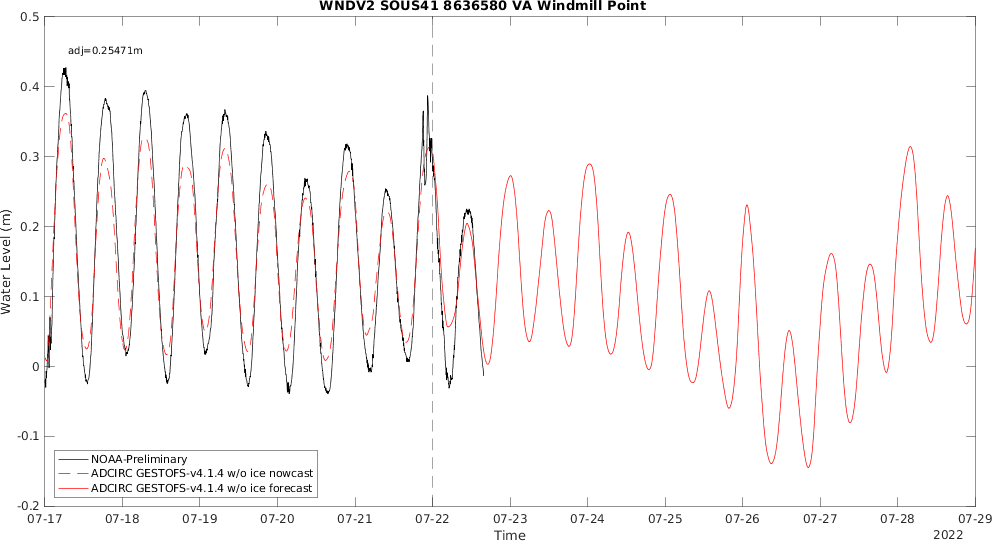 WNDV2 SOUS41 8636580 VA Windmill Point
adj=0.25471m
Water Level (m)
0.5
0.4
0.3
0.2
0.1
0
-0.1
-0.2
NOAA-Preliminary
ADCIRC GESTOFS-v4.1.4 w/o ice nowcast
ADCIRC GESTOFS-v4.1.4 w/o ice forecast
07-17 07-18 07-19 07-20 07-21 07-22 07-23 07-24 07-25 07-26 07-27 07-28 07-29
Time
2022